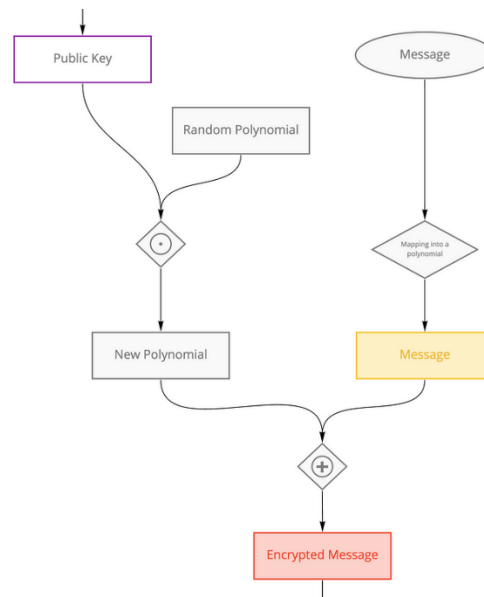 Public Key
Message
Random Polynomial
Mapping into a
polynomial
New Polynomial
Message
Encrypted Message